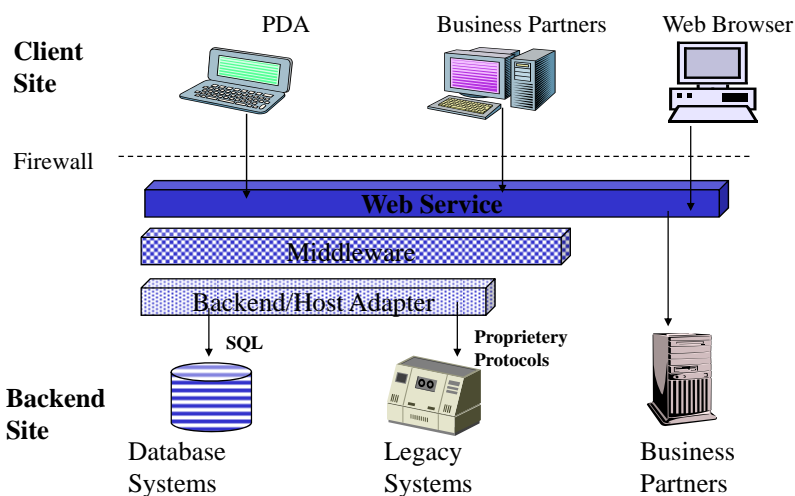 PDA
Business Partners
Web Browser
Client
Site
Firewall
Web Service
Middleware
Backend/Host Adapter
SQL
Proprietery
Protocols
Backend
Site
Database
Systems
Legacy
Systems
Business
Partners